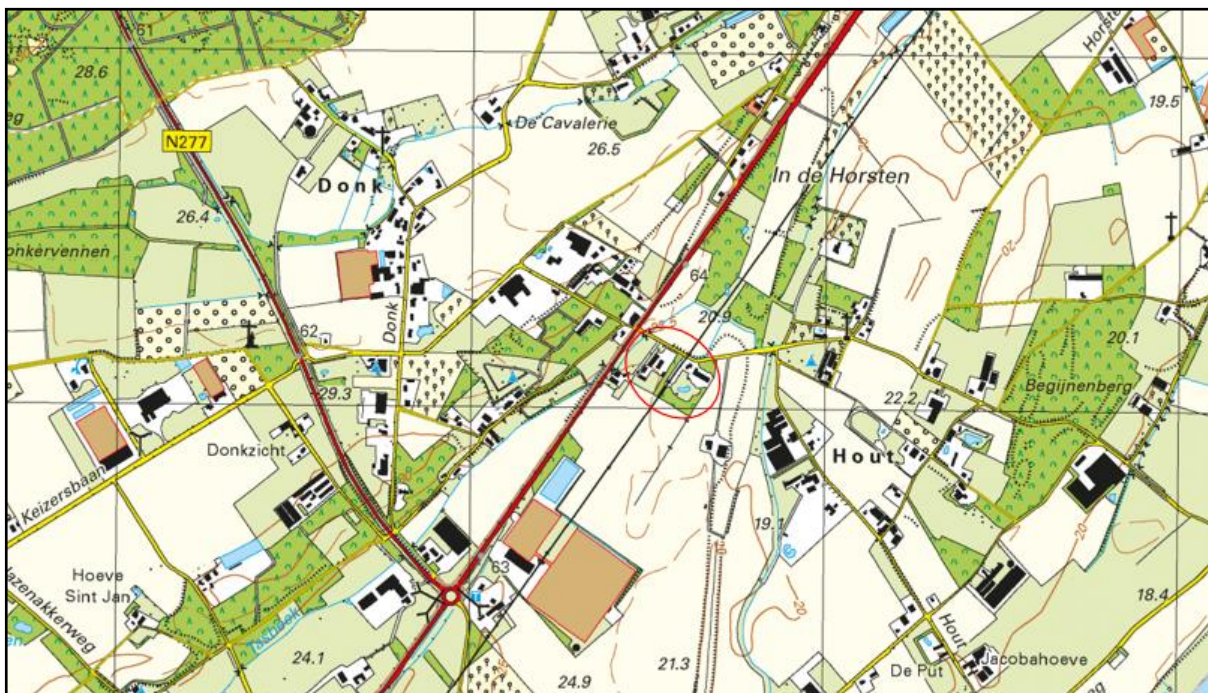 61
28.6
N277
Horste
19.5
De Cavalerie
26.5
Donk
In de Horsten
26.4
onkervennen
-20
64
20.9
62
Donk
20.1
Begijnenberg
29.3
22.2
Donkzicht
Hout
Keizersbaan
19.1
63
-20
Hoeve
Sint Jan
Hazenakkerweg
Tasbeek
18.4
24.1
24.9
21.3
De Put
Hout
Jacobahoeve